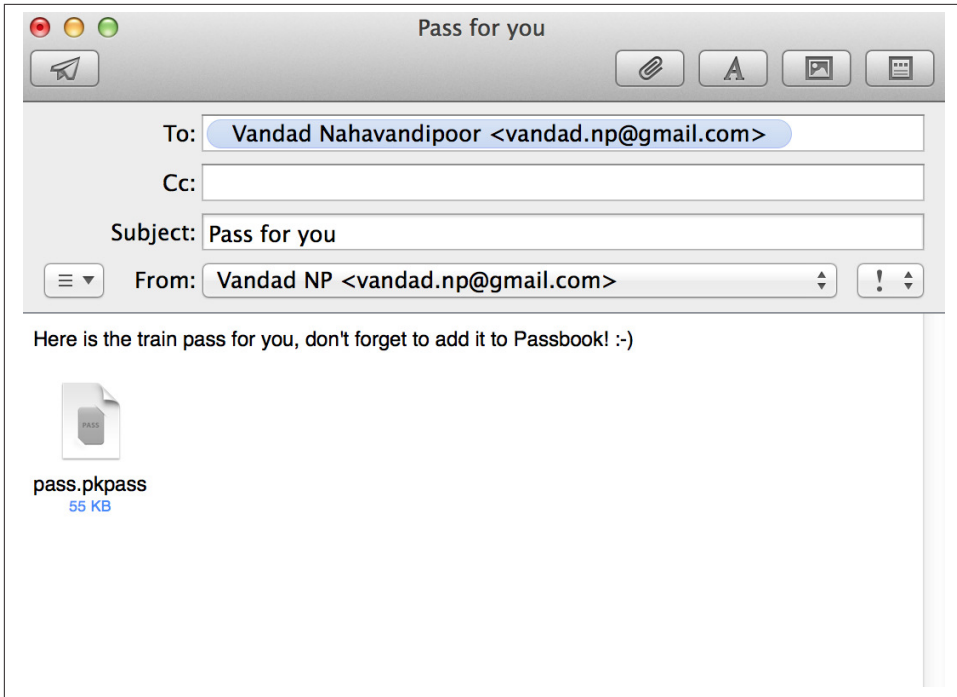 Pass for you
To: Vandad Nahavandipoor <vandad.np@gmail.com>
Cc:
Subject: Pass for you
From: Vandad NP <vandad.np@gmail.com> !
Here is the train pass for you, don't forget to add it to Passbook! :-)
PASS
pass.pkpass
55 KB